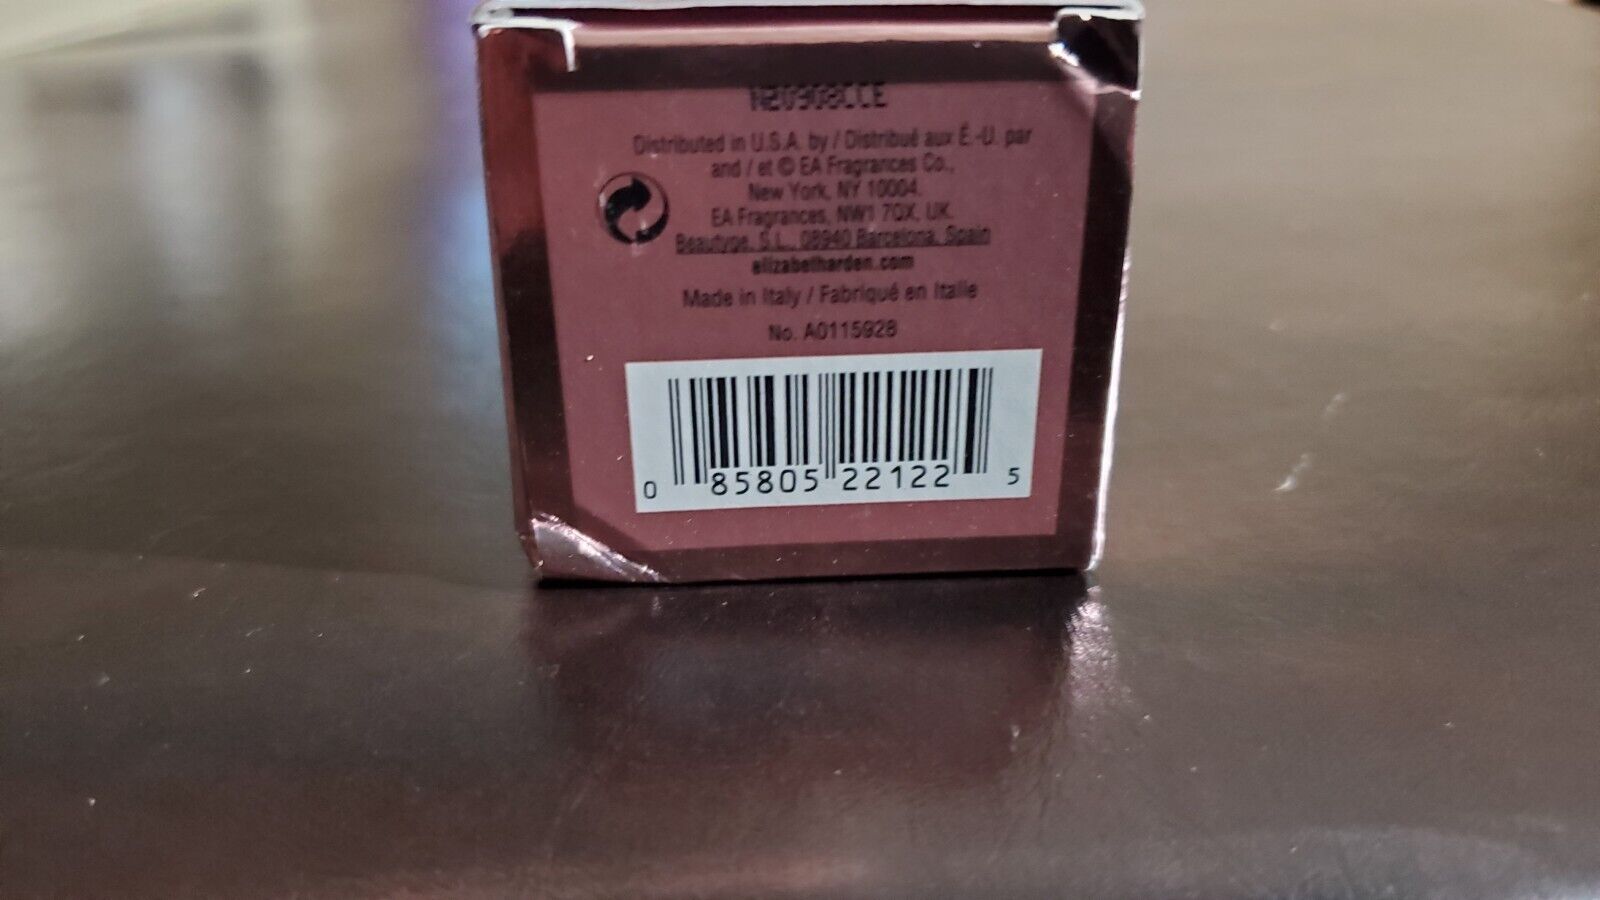 N20908CCE
Distributed in U.S.A. by / Distribué aux É.-U. par
and / et © EA Fragrances Co.,
New York, NY 10004.
EA Fragrances, NW1 7QX, UK.
Beautyge, S.L., 08940 Barcelona, Spain
elizabetharden.com
Made in Italy / Fabriqué en Italie
No. A0115928
0 85805 22122 5